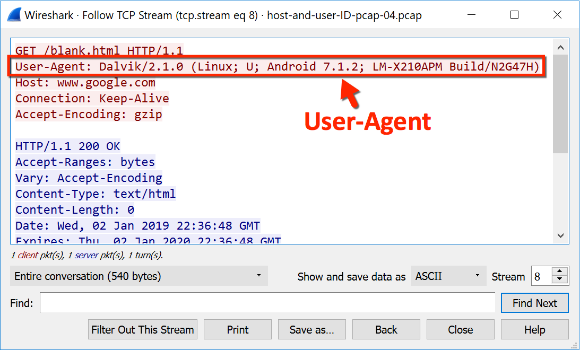 Wireshark · Follow TCP Stream (tcp.stream eq 8) · host-and-user-ID-pcap-04.pcap
GET /blank.html HTTP/1.1
User-Agent: Dalvik/2.1.0 (Linux; U; Android 7.1.2; LM-X210APM Build/N2G47H)
Host: www.google.com
Connection: Keep-Alive
Accept-Encoding: gzip
User-Agent
HTTP/1.1 200 OK
Accept-Ranges: bytes
Vary: Accept-Encoding
Content-Type: text/html
Content-Length: 0
Date: Wed, 02 Jan 2019 22:36:48 GMT
Expires: Thu, 02 Jan 2020 22:36:48 GMT
1 client pkt(s), 1 server pkt(s), 1 turn(s).
Entire conversation (540 bytes) Show and save data as ASCII Stream 8
Find: Find Next
Filter Out This Stream Print Save as... Back Close Help